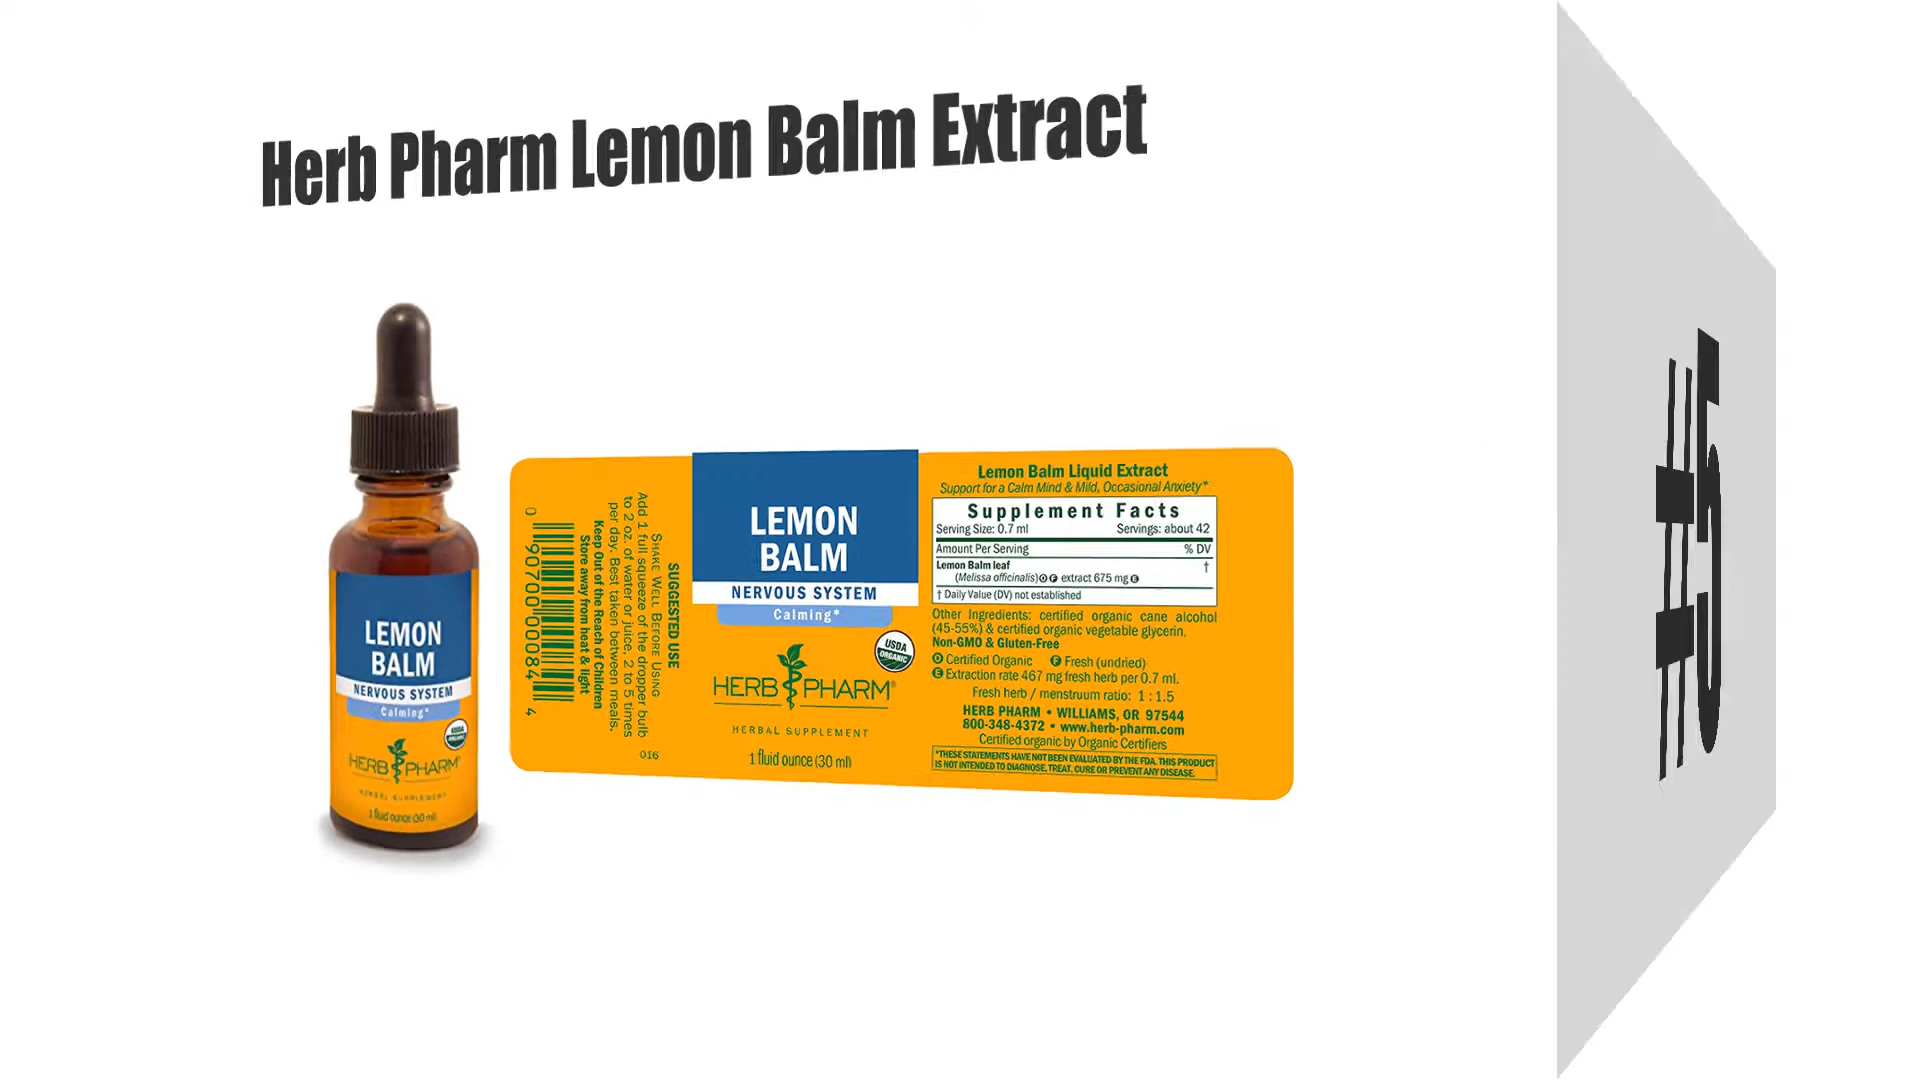 Herb Pharm Lemon Balm Extract
LEMON
BALM
NERVOUS SYSTEM
Calming*
USDA
ORGANIC
HERB PHARM
HERBAL SUPPLEMENT
1 fluid ounce (30 ml)
0 90700 00084 4
SUGGESTED USE
SHAKE WELL BEFORE USING
Add 1 full squeeze of the dropper bulb
to 2 oz. of water or juice, 2 to 5 times
per day. Best taken between meals.
Keep Out of the Reach of Children
Store away from heat & light
016
LEMON
BALM
NERVOUS SYSTEM
Calming*
USDA
ORGANIC
HERB PHARM®
HERBAL SUPPLEMENT
1 fluid ounce (30 ml)
Lemon Balm Liquid Extract
Support for a Calm Mind & Mild, Occasional Anxiety*
Supplement Facts
Serving Size: 0.7 ml Servings: about 42
Amount Per Serving % DV
Lemon Balm leaf †
(Melissa officinalis) O F extract 675 mg E
† Daily Value (DV) not established
Other Ingredients: certified organic cane alcohol
(45-55%) & certified organic vegetable glycerin.
Non-GMO & Gluten-Free
O Certified Organic F Fresh (undried)
E Extraction rate 467 mg fresh herb per 0.7 ml.
Fresh herb / menstruum ratio: 1 : 1.5
HERB PHARM • WILLIAMS, OR 97544
800-348-4372 • www.herb-pharm.com
Certified organic by Organic Certifiers
*THESE STATEMENTS HAVE NOT BEEN EVALUATED BY THE FDA. THIS PRODUCT
IS NOT INTENDED TO DIAGNOSE, TREAT, CURE OR PREVENT ANY DISEASE.
#5